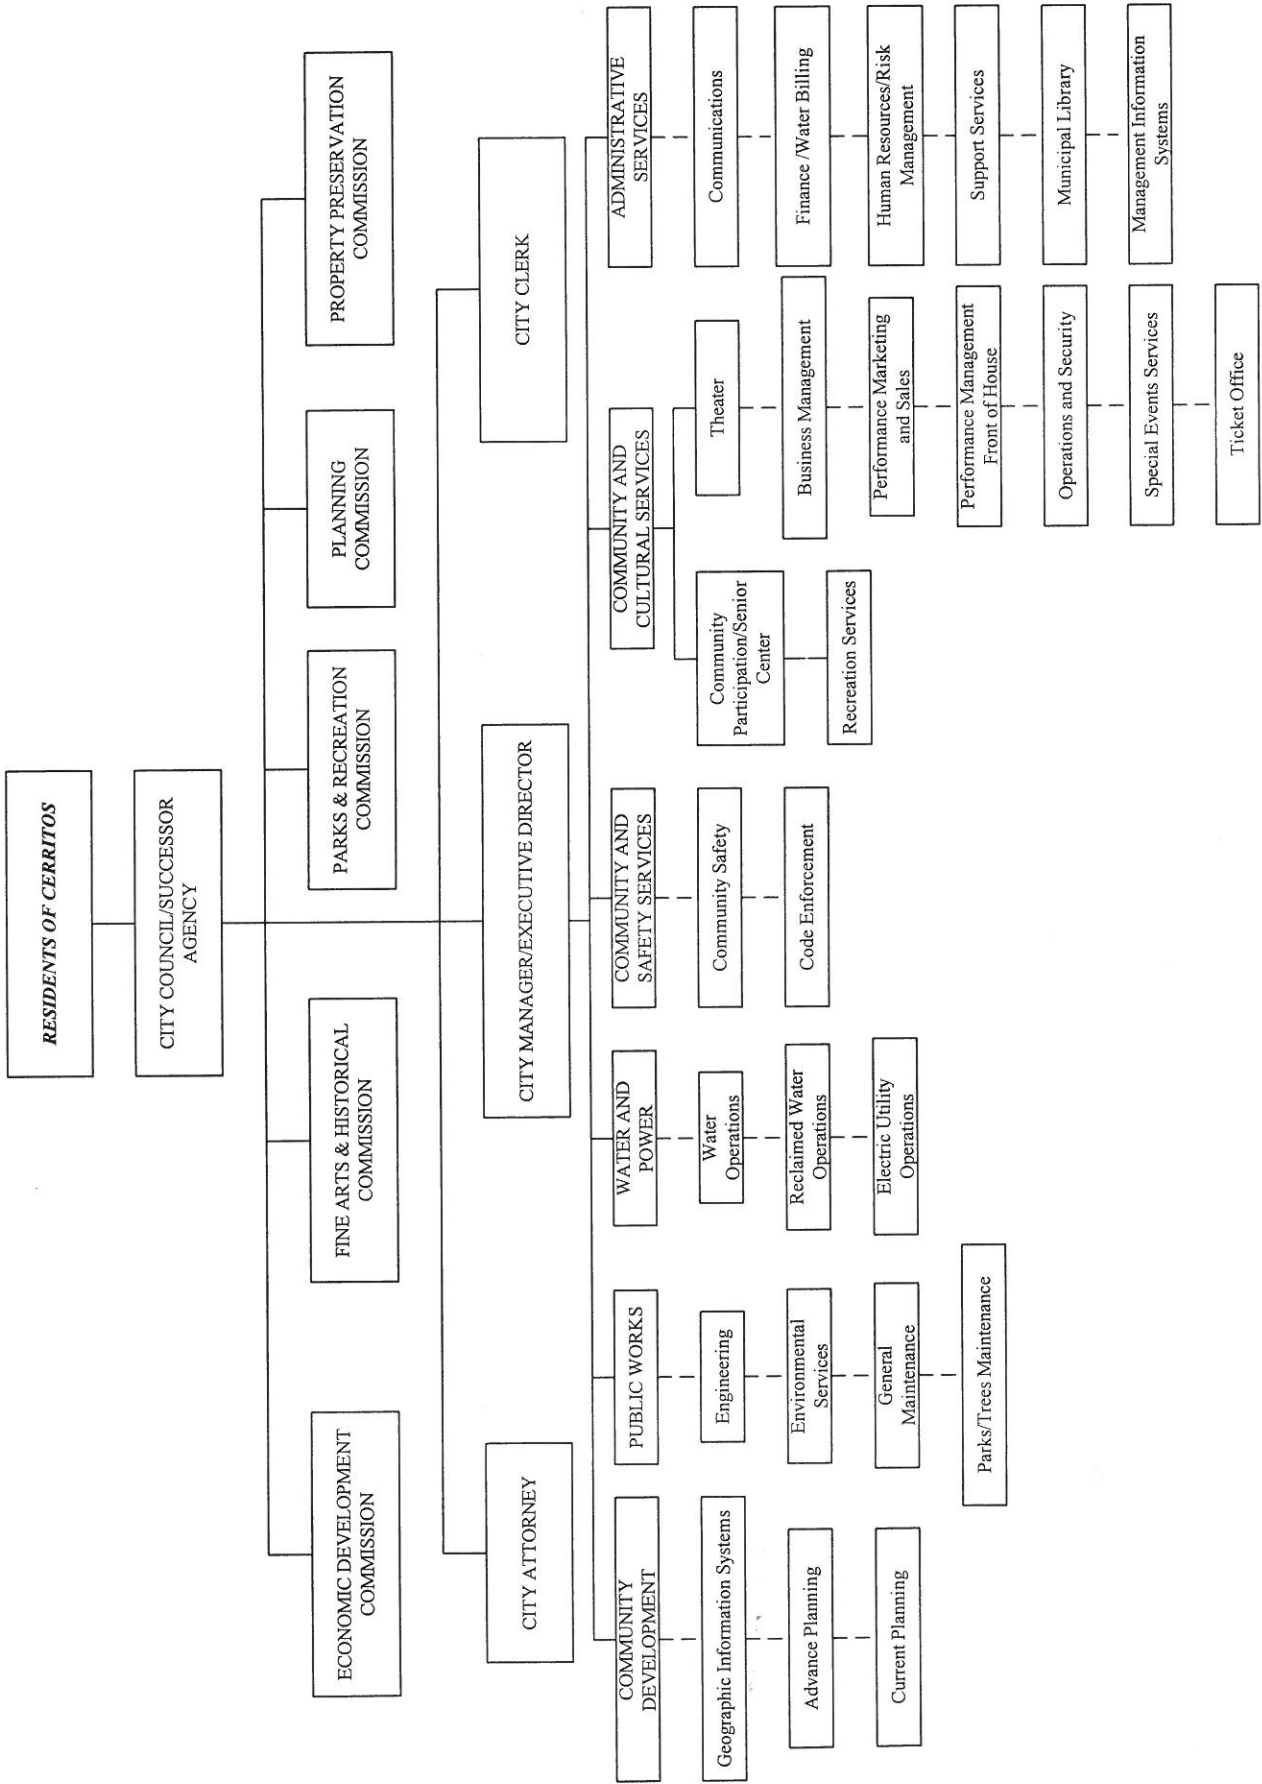 RESIDENTS OF CERRITOS
CITY COUNCIL/SUCCESSOR
AGENCY
ECONOMIC DEVELOPMENT
COMMISSION
FINE ARTS & HISTORICAL
COMMISSION
PARKS & RECREATION
COMMISSION
PLANNING
COMMISSION
PROPERTY PRESERVATION
COMMISSION
CITY ATTORNEY
CITY MANAGER/EXECUTIVE DIRECTOR
CITY CLERK
COMMUNITY
DEVELOPMENT
Geographic Information Systems
Advance Planning
Current Planning
PUBLIC WORKS
Engineering
Environmental
Services
General
Maintenance
Parks/Trees Maintenance
WATER AND
POWER
Water
Operations
Reclaimed Water
Operations
Electric Utility
Operations
COMMUNITY AND
SAFETY SERVICES
Community Safety
Code Enforcement
COMMUNITY AND
CULTURAL SERVICES
Community
Participation/Senior
Center
Recreation Services
Theater
Business Management
Performance Marketing
and Sales
Performance Management
Front of House
Operations and Security
Special Events Services
Ticket Office
ADMINISTRATIVE
SERVICES
Communications
Finance /Water Billing
Human Resources/Risk
Management
Support Services
Municipal Library
Management Information
Systems